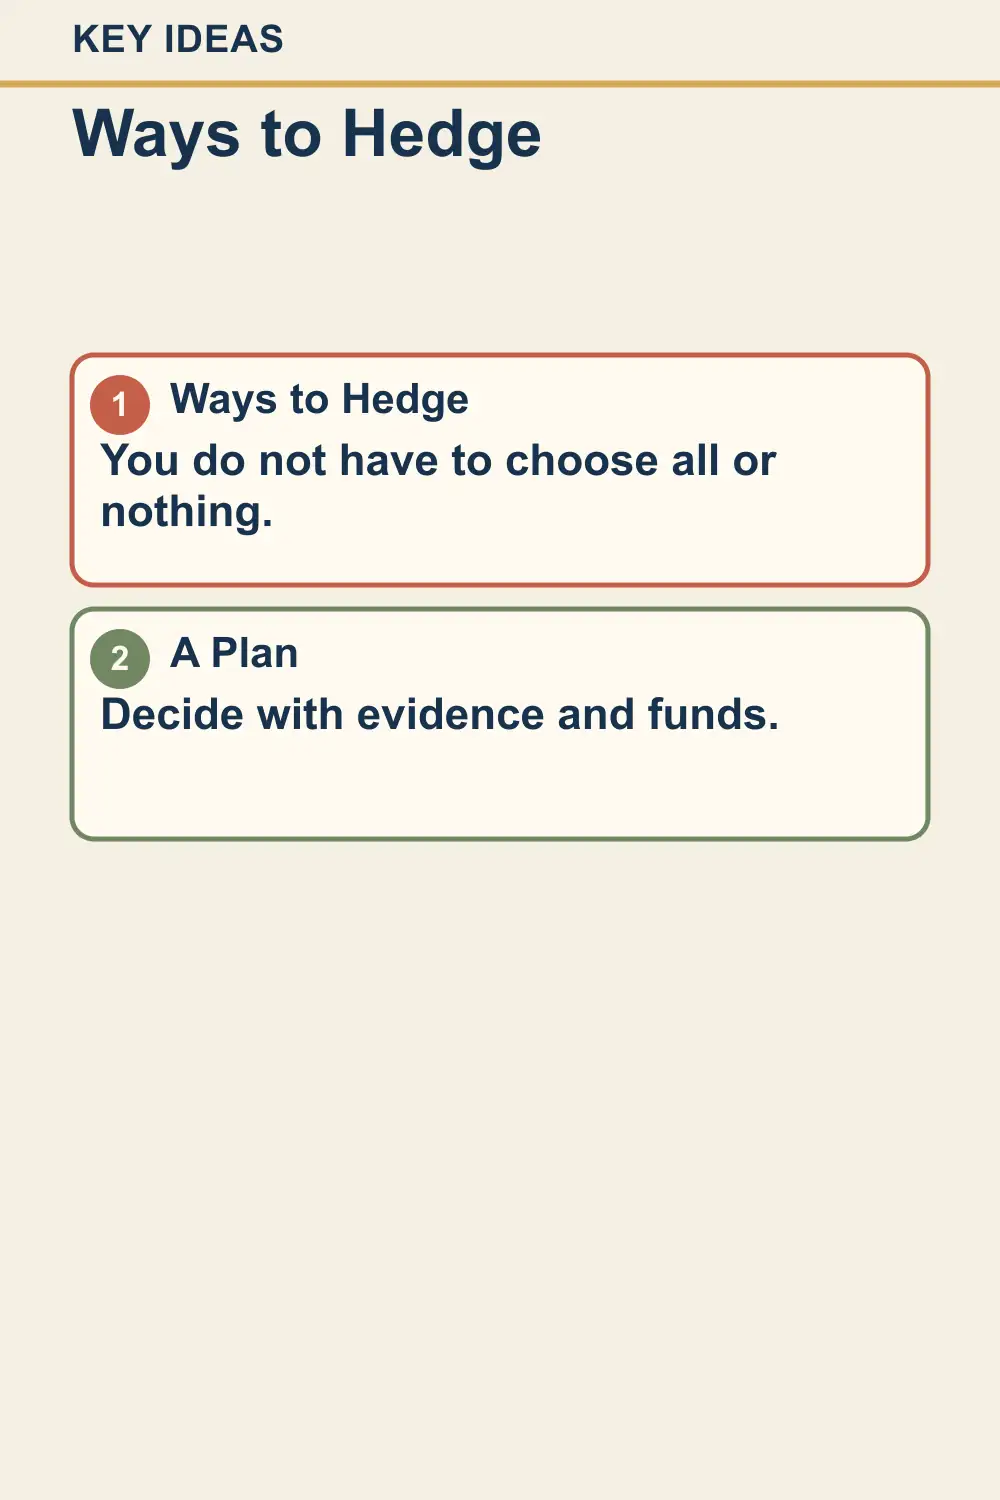 KEY IDEAS
Ways to Hedge
1 Ways to Hedge
You do not have to choose all or
nothing.
2 A Plan
Decide with evidence and funds.